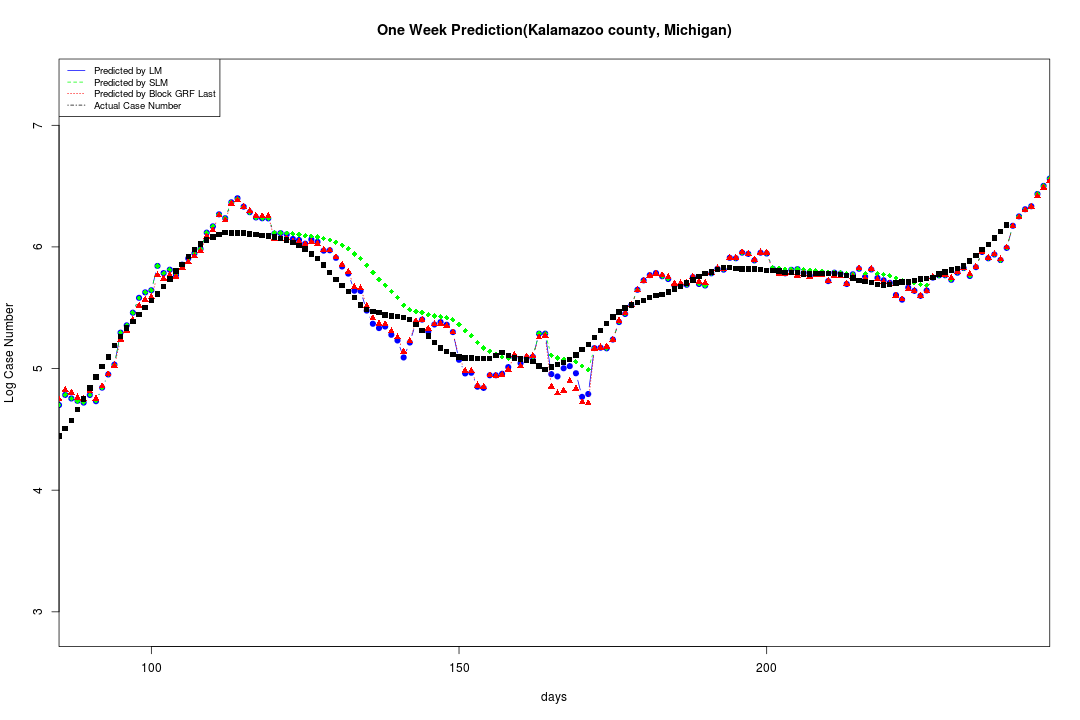 One Week Prediction(Kalamazoo county, Michigan)
Predicted by LM
Predicted by SLM
Predicted by Block GRF Last
Actual Case Number
7
6
5
4
3
Log Case Number
100 150 200
days